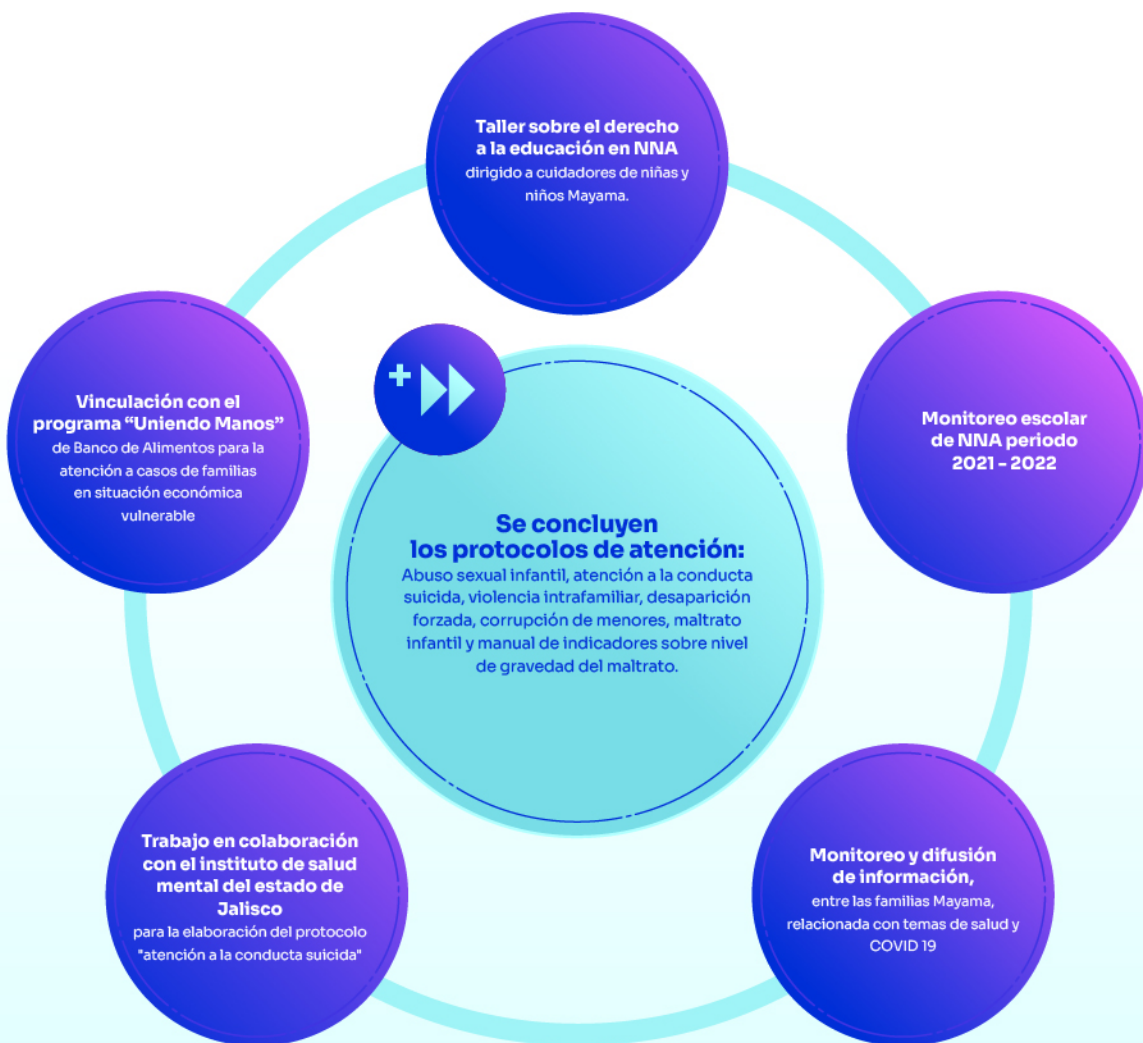 Taller sobre el derecho
a la educación en NNA
dirigido a cuidadores de niñas y
niños Mayama.
Vinculación con el
programa “Uniendo Manos”
de Banco de Alimentos para la
atención a casos de familias
en situación económica
vulnerable
Monitoreo escolar
de NNA periodo
2021 - 2022
Se concluyen
los protocolos de atención:
Abuso sexual infantil, atención a la conducta
suicida, violencia intrafamiliar, desaparición
forzada, corrupción de menores, maltrato
infantil y manual de indicadores sobre nivel
de gravedad del maltrato.
Trabajo en colaboración
con el instituto de salud
mental del estado de
Jalisco
para la elaboración del protocolo
"atención a la conducta suicida"
Monitoreo y difusión
de información,
entre las familias Mayama,
relacionada con temas de salud y
COVID 19